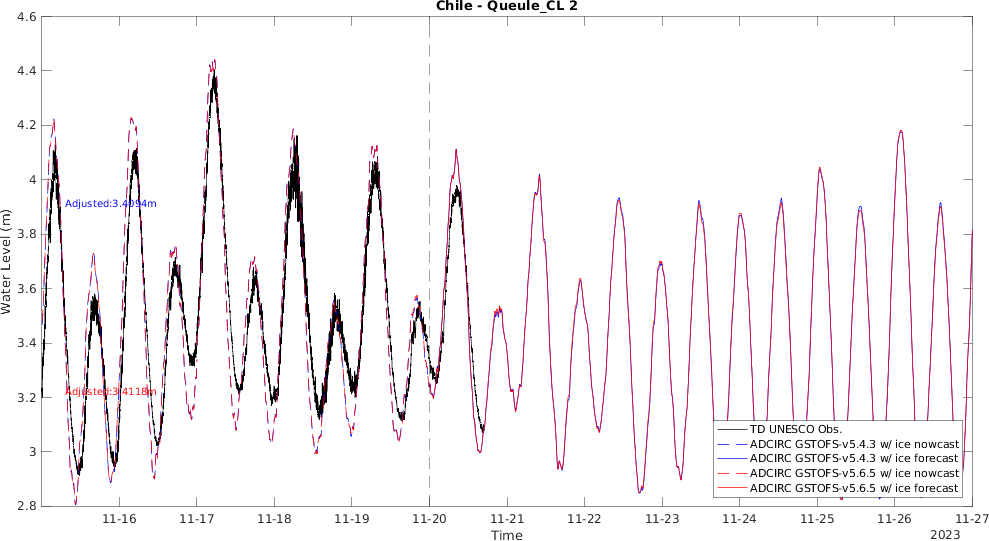 Chile - Queule_CL 2
4.6
4.4
4.2
4
3.8
3.6
3.4
3.2
3
2.8
Water Level (m)
Adjusted:3.4094m
Adjusted:3.4118m
TD UNESCO Obs.
ADCIRC GSTOFS-v5.4.3 w/ ice nowcast
ADCIRC GSTOFS-v5.4.3 w/ ice forecast
ADCIRC GSTOFS-v5.6.5 w/ ice nowcast
ADCIRC GSTOFS-v5.6.5 w/ ice forecast
11-16 11-17 11-18 11-19 11-20 11-21 11-22 11-23 11-24 11-25 11-26 11-27
Time
2023